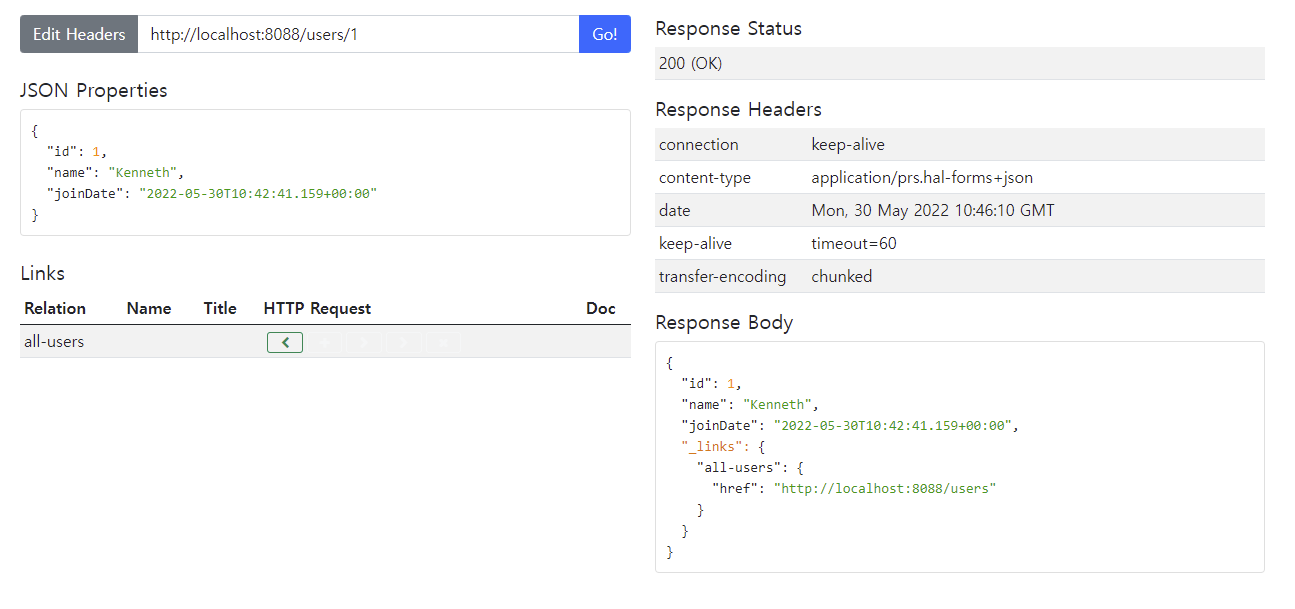 Edit Headers http://localhost:8088/users/1 Go!
JSON Properties
{
  "id": 1,
  "name": "Kenneth",
  "joinDate": "2022-05-30T10:42:41.159+00:00"
}
Links
Relation Name Title HTTP Request Doc
all-users
Response Status
200 (OK)
Response Headers
connection keep-alive
content-type application/prs.hal-forms+json
date Mon, 30 May 2022 10:46:10 GMT
keep-alive timeout=60
transfer-encoding chunked
Response Body
{
  "id": 1,
  "name": "Kenneth",
  "joinDate": "2022-05-30T10:42:41.159+00:00",
  "_links": {
    "all-users": {
      "href": "http://localhost:8088/users"
    }
  }
}